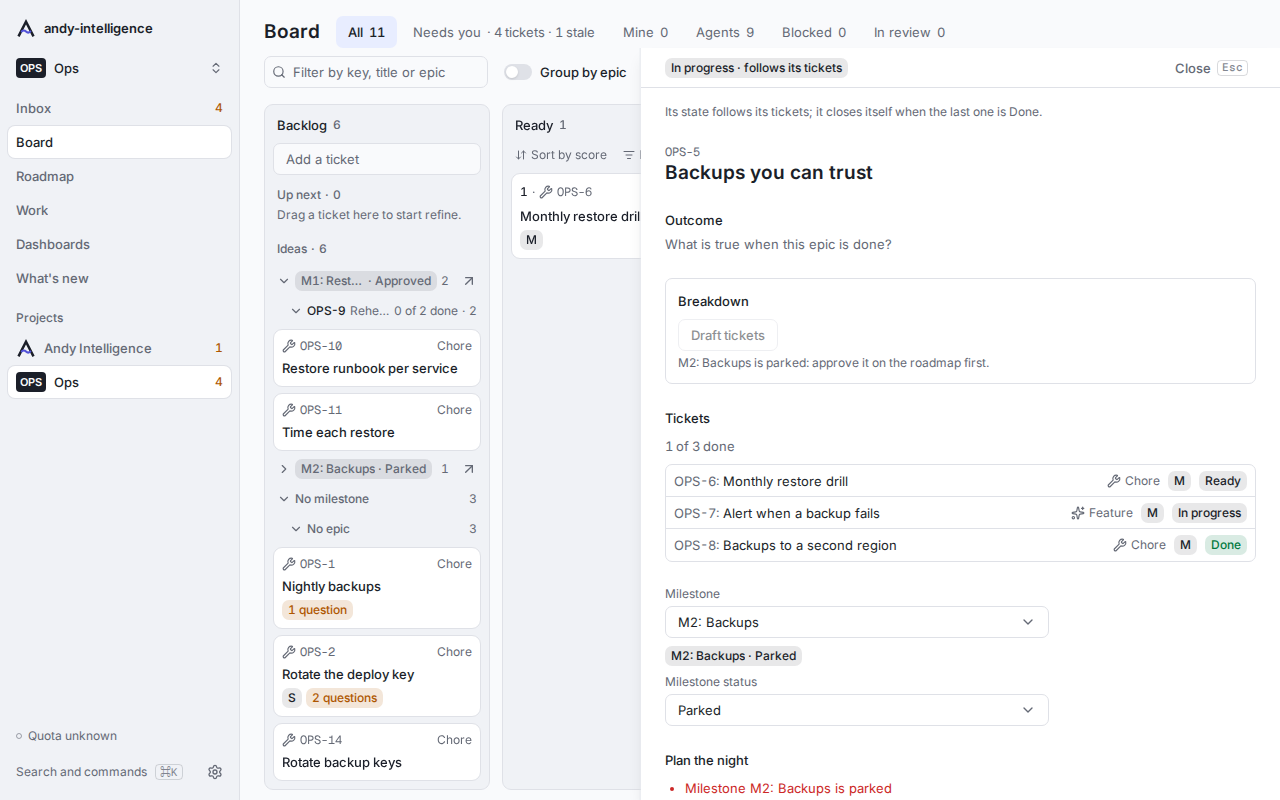 andy-intelligence
OPS Ops
Inbox 4
Board
Roadmap
Work
Dashboards
What's new
Projects
Andy Intelligence 1
OPS Ops 4
Quota unknown
Search and commands ⌘K
Board
All 11
Needs you · 4 tickets · 1 stale
Mine 0
Agents 9
Blocked 0
In review 0
Filter by key, title or epic
Group by epic
Backlog 6
Add a ticket
Up next · 0
Drag a ticket here to start refine.
Ideas · 6
M1: Rest... · Approved 2
OPS-9 Rehe... 0 of 2 done · 2
OPS-10 Chore
Restore runbook per service
OPS-11 Chore
Time each restore
M2: Backups · Parked 1
No milestone 3
No epic 3
OPS-1 Chore
Nightly backups
1 question
OPS-2 Chore
Rotate the deploy key
S 2 questions
OPS-14 Chore
Rotate backup keys
Ready 1
Sort by score
1 · OPS-6
Monthly restore dril
M
In progress · follows its tickets
Close Esc
Its state follows its tickets; it closes itself when the last one is Done.
OPS-5
Backups you can trust
Outcome
What is true when this epic is done?
Breakdown
Draft tickets
M2: Backups is parked: approve it on the roadmap first.
Tickets
1 of 3 done
OPS-6: Monthly restore drill Chore M Ready
OPS-7: Alert when a backup fails Feature M In progress
OPS-8: Backups to a second region Chore M Done
Milestone
M2: Backups
M2: Backups · Parked
Milestone status
Parked
Plan the night
• Milestone M2: Backups is parked